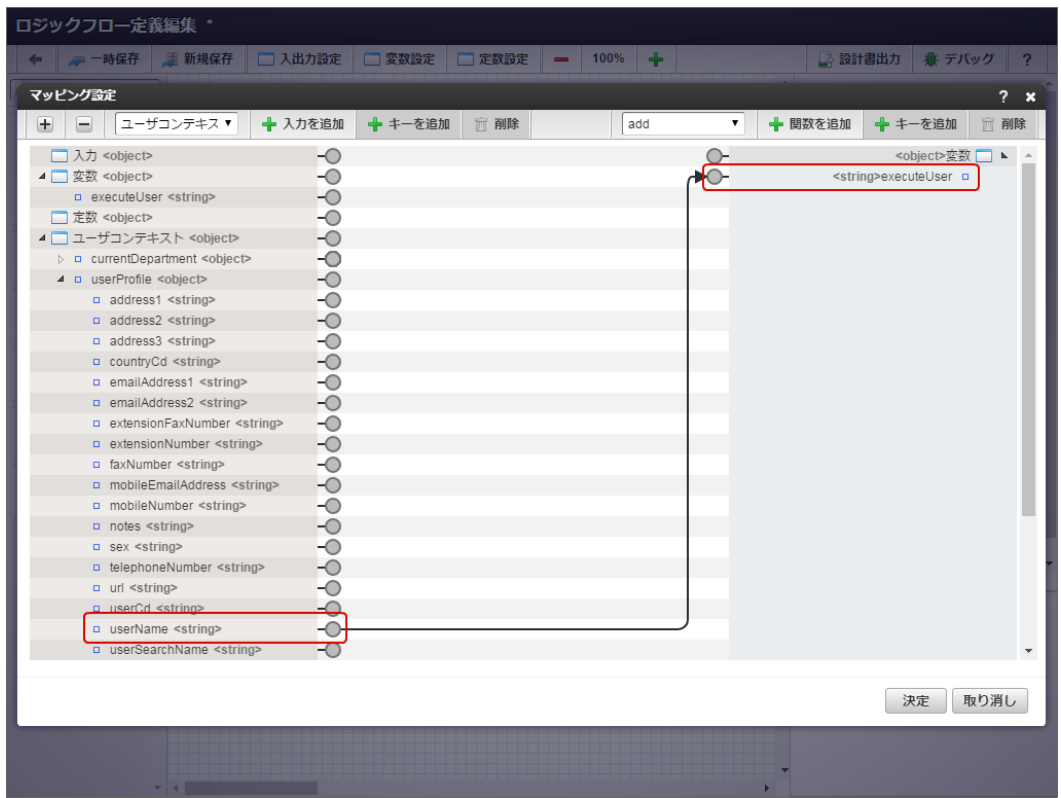 ロジックフロー定義編集 *
一時保存 新規保存 入出力設定 変数設定 定数設定 100% 設計書出力 デバッグ ?
マッピング設定 ?
ユーザコンテキス 入力を追加 キーを追加 削除 add 関数を追加 キーを追加 削除
入力 <object> <object>変数
変数 <object> <string>executeUser
executeUser <string>
定数 <object>
ユーザコンテキスト <object>
currentDepartment <object>
userProfile <object>
address1 <string>
address2 <string>
address3 <string>
countryCd <string>
emailAddress1 <string>
emailAddress2 <string>
extensionFaxNumber <string>
extensionNumber <string>
faxNumber <string>
mobileEmailAddress <string>
mobileNumber <string>
notes <string>
sex <string>
telephoneNumber <string>
url <string>
userCd <string>
userName <string>
userSearchName <string>
決定 取り消し